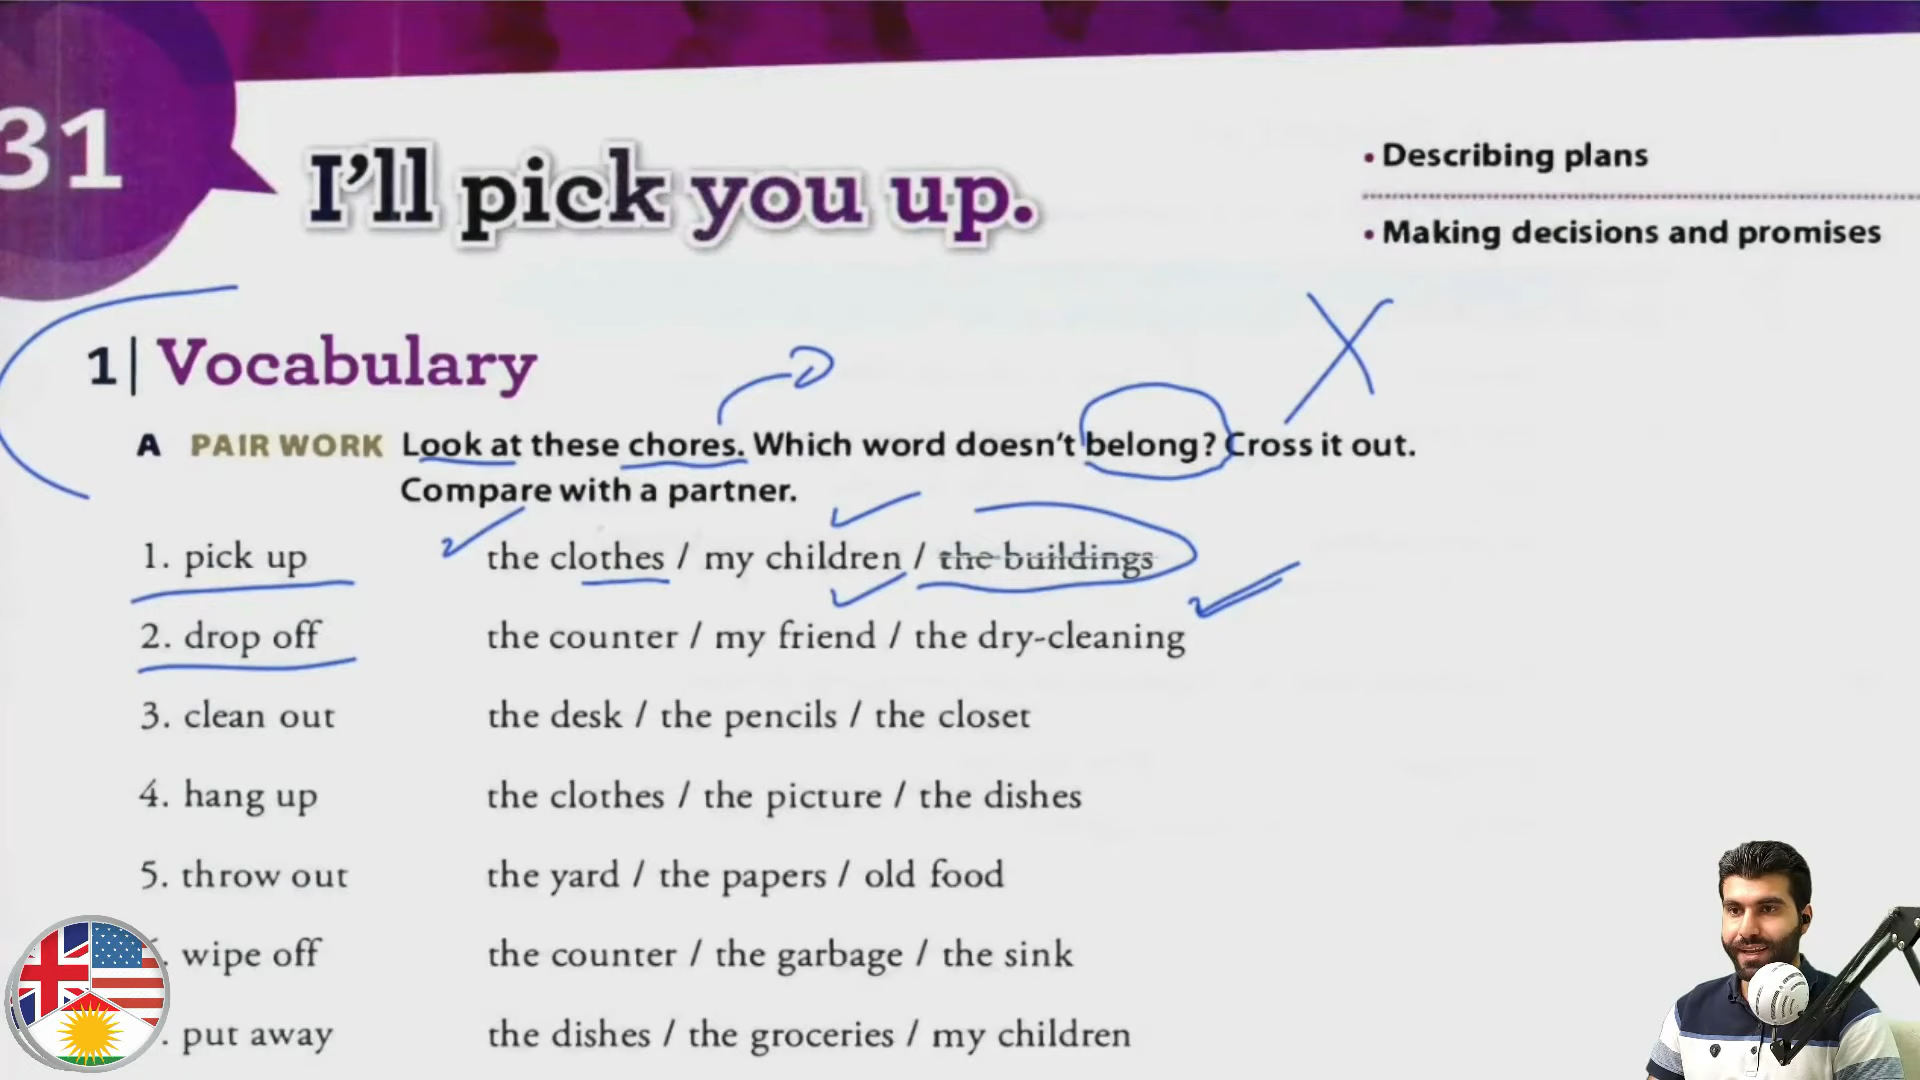 31
I'll pick you up.
• Describing plans
• Making decisions and promises
1| Vocabulary
A PAIR WORK Look at these chores. Which word doesn't belong? Cross it out.
Compare with a partner.
1. pick up the clothes / my children / the buildings
2. drop off the counter / my friend / the dry-cleaning
3. clean out the desk / the pencils / the closet
4. hang up the clothes / the picture / the dishes
5. throw out the yard / the papers / old food
. wipe off the counter / the garbage / the sink
. put away the dishes / the groceries / my children